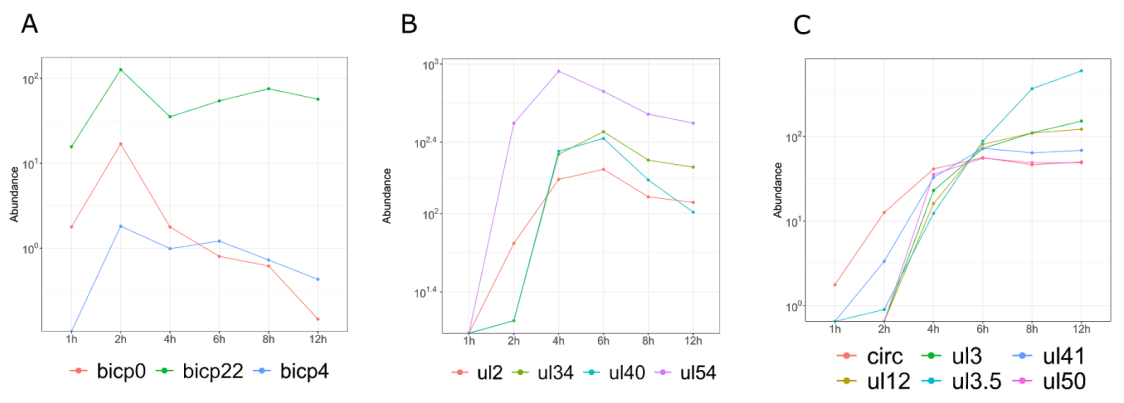 A
B
C
Abundance
10²
10¹
10⁰
1h 2h 4h 6h 8h 12h
bicp0 bicp22 bicp4
Abundance
10³
10^2.4
10²
10^1.4
1h 2h 4h 6h 8h 12h
ul2 ul34 ul40 ul54
Abundance
10²
10¹
10⁰
1h 2h 4h 6h 8h 12h
circ ul3 ul41
ul12 ul3.5 ul50